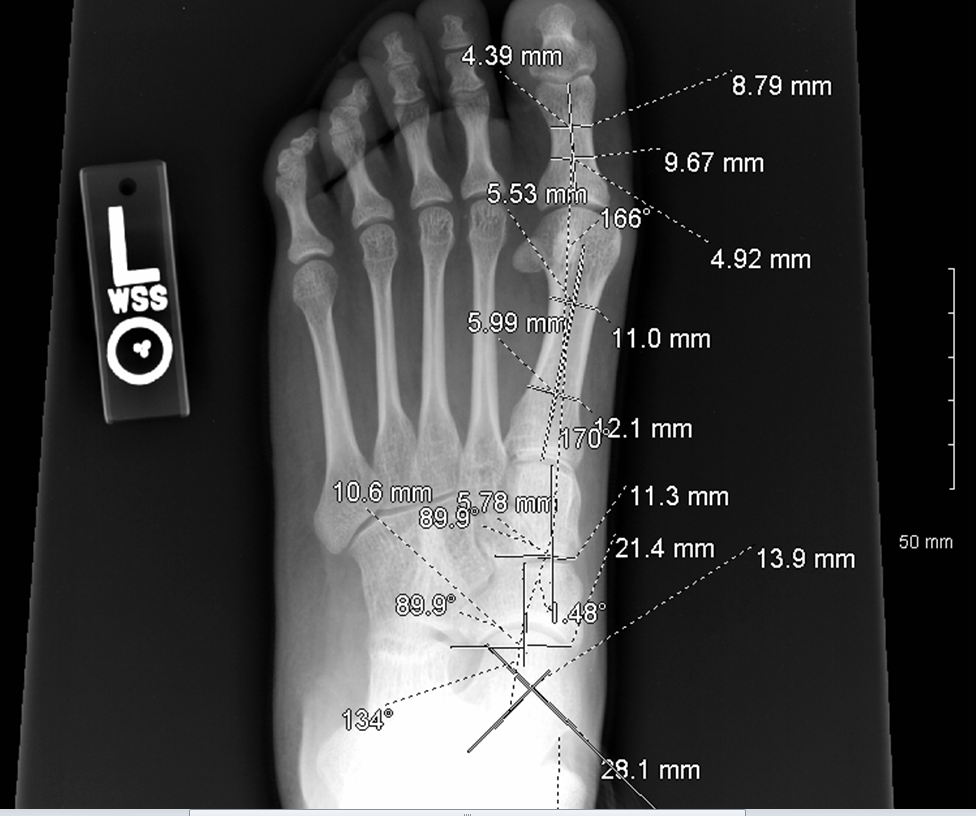 4.39 mm
8.79 mm
9.67 mm
5.53 mm
166°
4.92 mm
L
WSS
5.99 mm
11.0 mm
12.1 mm
170°
10.6 mm
5.78 mm
11.3 mm
89.9°
21.4 mm
50 mm
13.9 mm
89.9°
1.48°
134°
28.1 mm